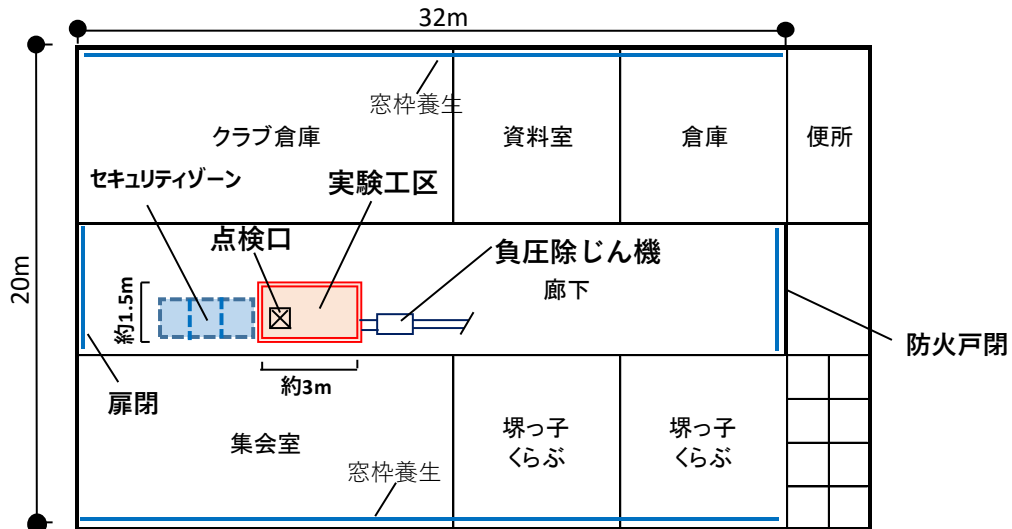 32m
窓枠養生
クラブ倉庫
資料室
倉庫
便所
セキュリティゾーン
実験工区
点検口
負圧除じん機
廊下
20m
約1.5m
防火戸閉
約3m
扉閉
集会室
堺っ子
くらぶ
堺っ子
くらぶ
窓枠養生